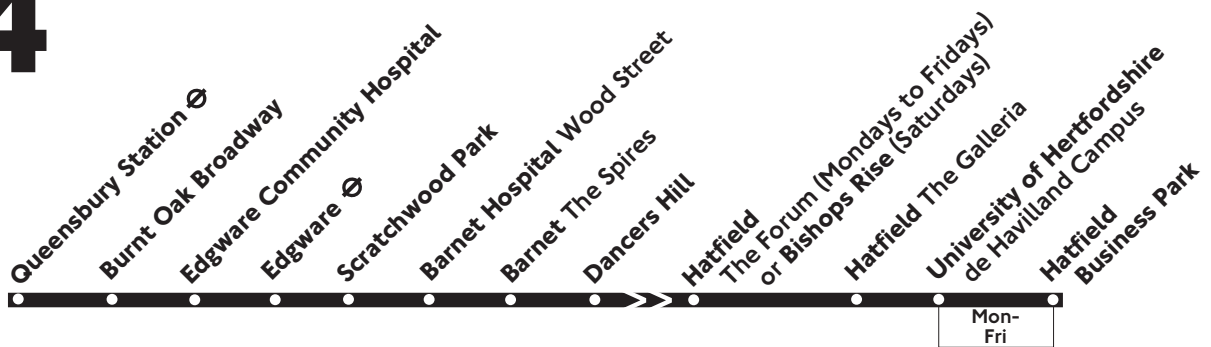 4
Queensbury Station
Burnt Oak Broadway
Edgware Community Hospital
Edgware
Scratchwood Park
Barnet Hospital Wood Street
Barnet The Spires
Dancers Hill
Hatfield
The Forum (Mondays to Fridays)
or Bishops Rise (Saturdays)
Hatfield The Galleria
University of Hertfordshire
de Havilland Campus
Hatfield
Business Park
Mon-
Fri